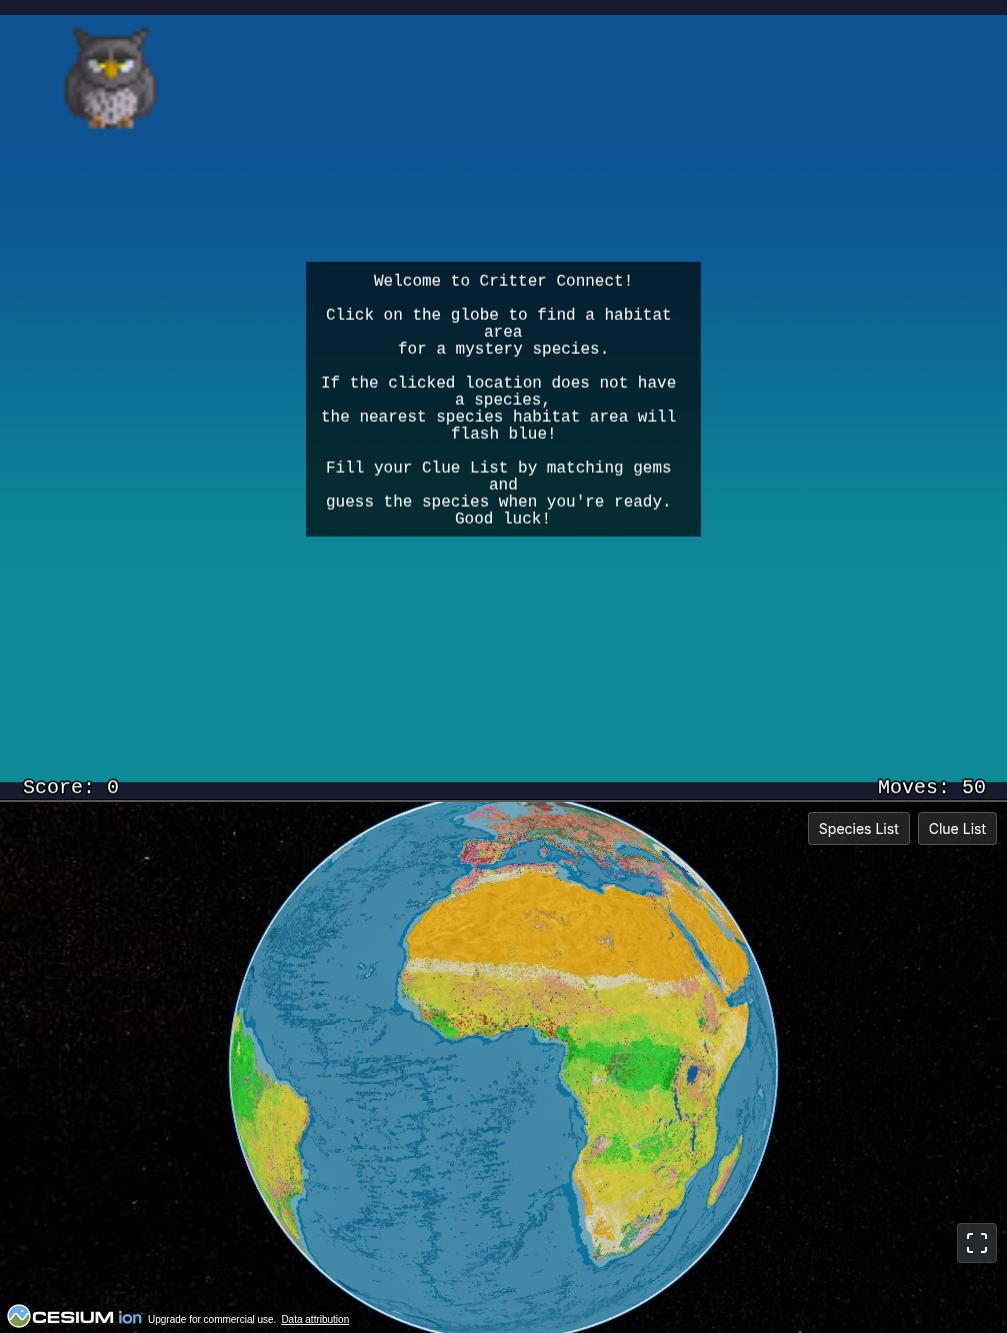 Welcome to Critter Connect!
Click on the globe to find a habitat
area
for a mystery species.
If the clicked location does not have
a species,
the nearest species habitat area will
flash blue!
Fill your Clue List by matching gems
and
guess the species when you're ready.
Good luck!
Score: 0
Moves: 50
Species List
Clue List
CESIUM ion
Upgrade for commercial use. Data attribution